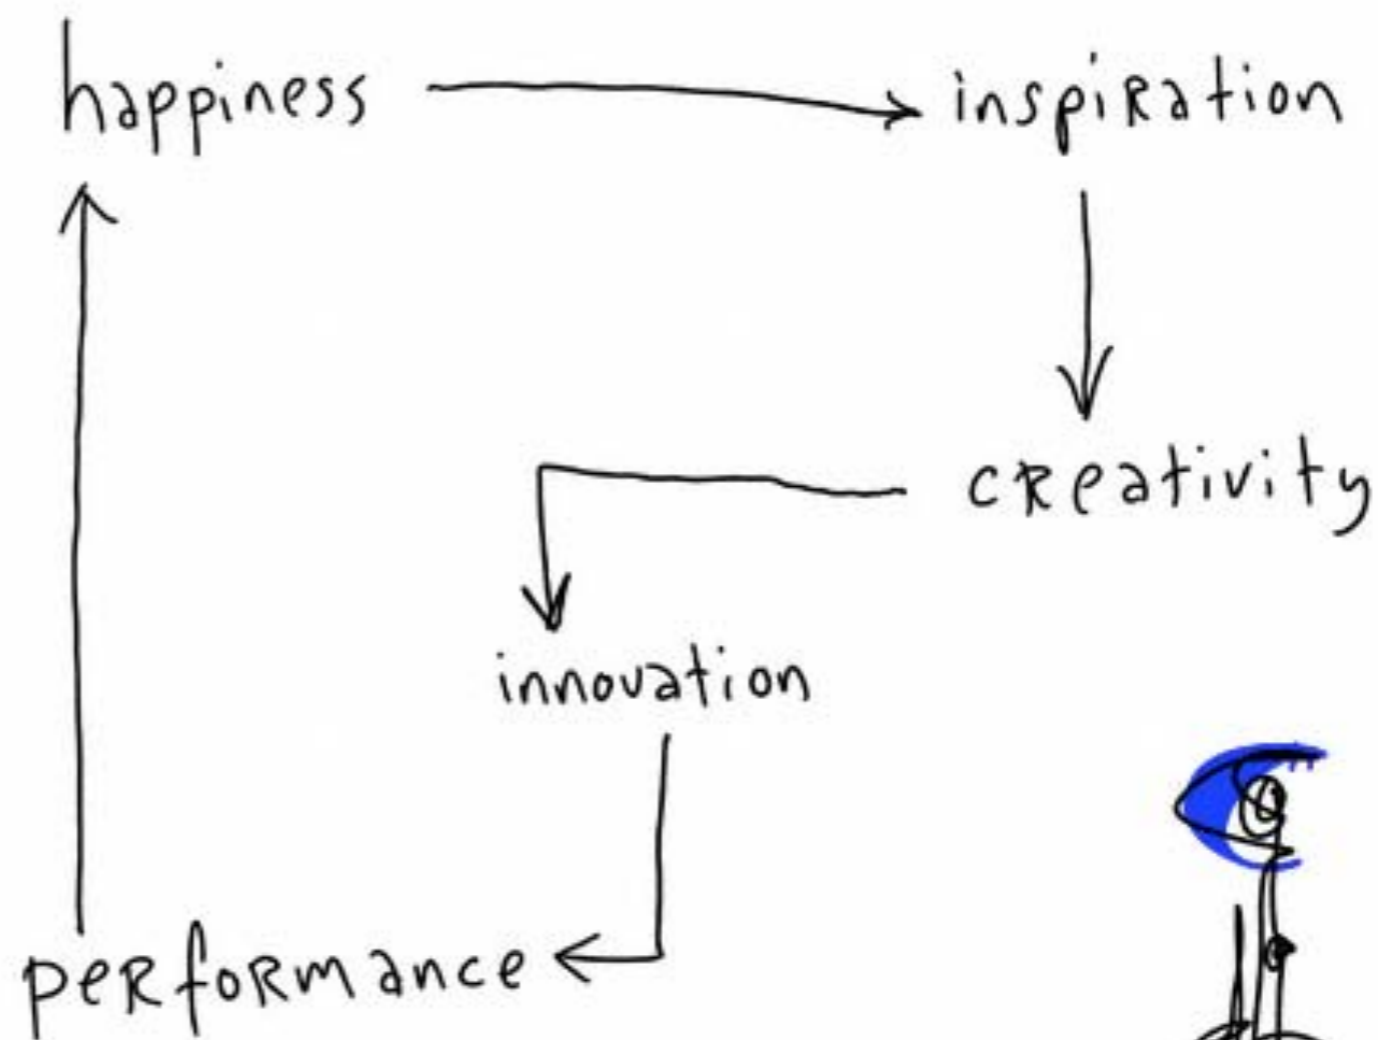 happiness
inspiration
creativity
innovation
performance